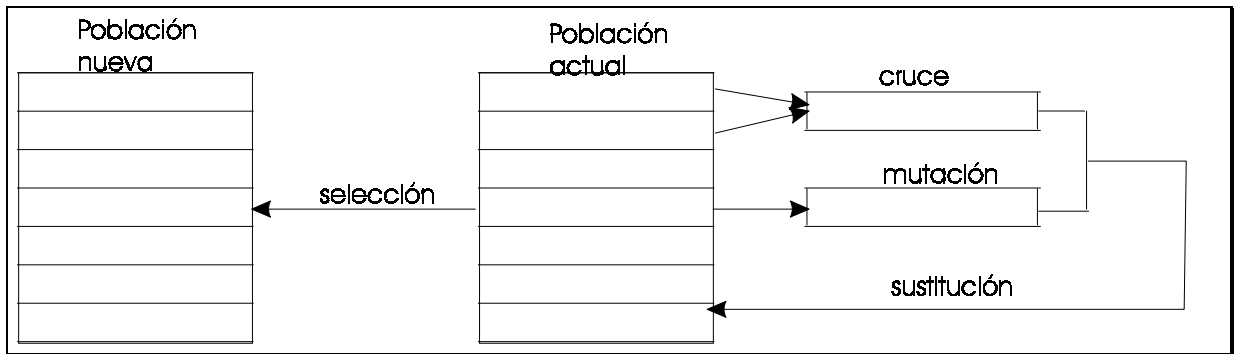 Población
nueva
Población
actual
cruce
mutación
selección
sustitución